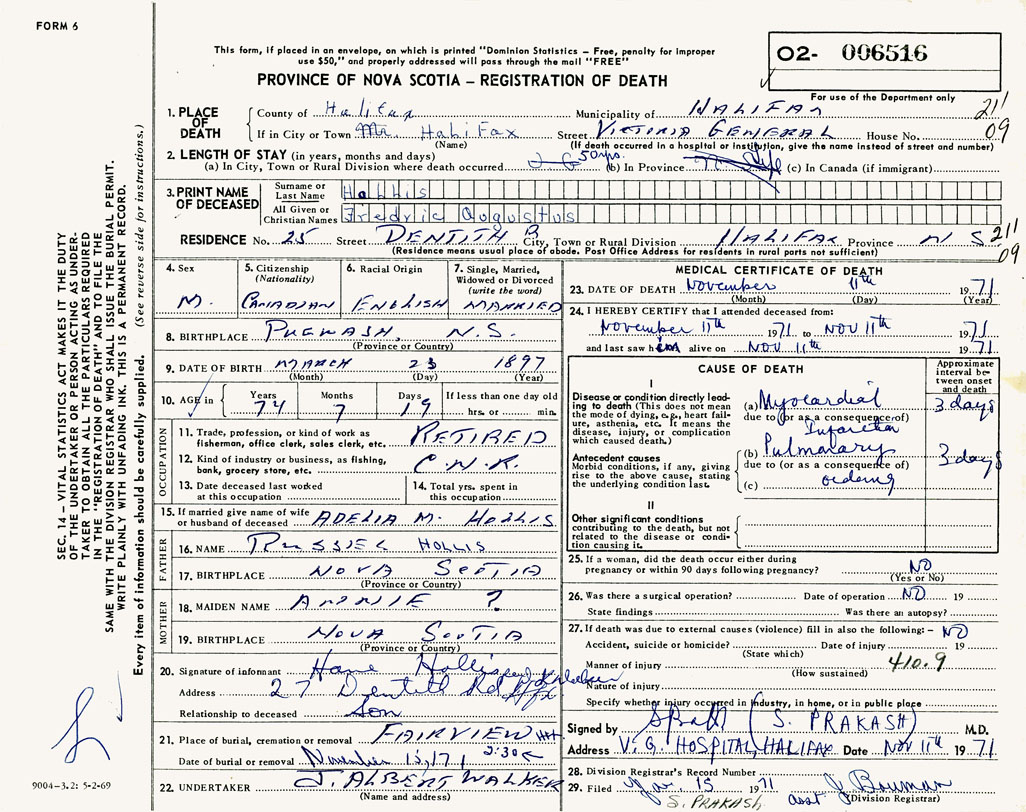 FORM 6
This form, if placed in an envelope, on which is printed "Dominion Statistics – Free, penalty for improper
use $50," and properly addressed will pass through the mail "FREE"
PROVINCE OF NOVA SCOTIA – REGISTRATION OF DEATH
O2- 006516
For use of the Department only
211
09
1. PLACE OF DEATH
County of Halifax Municipality of HALIFAX
If in City or Town Halifax Street VICTORIA GENERAL House No.
(Name) (If death occurred in a hospital or institution, give the name instead of street and number)
2. LENGTH OF STAY (in years, months and days)
(a) In City, Town or Rural Division where death occurred 50 yrs. (b) In Province Life (c) In Canada (if immigrant)
3. PRINT NAME OF DECEASED
Surname or Last Name Hollis
All Given or Christian Names Fredric Augustus
RESIDENCE No. 25 Street DENTITH City, Town or Rural Division HALIFAX Province N S
211
09
(Residence means usual place of abode. Post Office Address for residents in rural parts not sufficient)
4. Sex
M.
5. Citizenship (Nationality)
CANADIAN
6. Racial Origin
ENGLISH
7. Single, Married, Widowed or Divorced (write the word)
MARRIED
8. BIRTHPLACE PUGWASH, N.S.
(Province or Country)
9. DATE OF BIRTH MARCH 23 1897
(Month) (Day) (Year)
10. AGE in Years Months Days If less than one day old
74 7 19 hrs. or min.
OCCUPATION
11. Trade, profession, or kind of work as fisherman, office clerk, sales clerk, etc. RETIRED
12. Kind of industry or business, as fishing, bank, grocery store, etc. C.N.R.
13. Date deceased last worked at this occupation
14. Total yrs. spent in this occupation
15. If married give name of wife or husband of deceased ADELIA M. HOLLIS
FATHER
16. NAME RUSSIEL HOLLIS
17. BIRTHPLACE NOVA SCOTIA
(Province or Country)
MOTHER
18. MAIDEN NAME ANNIE ?
19. BIRTHPLACE NOVA SCOTIA
(Province or Country)
20. Signature of informant Hollis
Address 27 Dentith Rd
Relationship to deceased Son
21. Place of burial, cremation or removal FAIRVIEW
2:30
Date of burial or removal November 15, 171
22. UNDERTAKER J. ALBERT WALKER
(Name and address)
MEDICAL CERTIFICATE OF DEATH
23. DATE OF DEATH November 11th 1971
(Month) (Day) (Year)
24. I HEREBY CERTIFY that I attended deceased from:
November 11th 1971 to NOV 11th 1971
and last saw him alive on NOV 11th 1971
CAUSE OF DEATH
Approximate interval between onset and death
I
Disease or condition directly leading to death (This does not mean the mode of dying, e.g., heart failure, asthenia, etc. It means the disease, injury, or complication which caused death.)
(a) Myocardial 3 days
due to (or as a consequence of)
Infarction
Antecedent causes
Morbid conditions, if any, giving rise to the above cause, stating the underlying condition last.
(b) Pulmonary 3 days
due to (or as a consequence of)
(c) oedema
II
Other significant conditions
contributing to the death, but not related to the disease or condition causing it.
25. If a woman, did the death occur either during pregnancy or within 90 days following pregnancy? NO
(Yes or No)
26. Was there a surgical operation? Date of operation NO 19
State findings Was there an autopsy?
27. If death was due to external causes (violence) fill in also the following: – NO
Accident, suicide or homicide? Date of injury 19
(State which)
Manner of injury 410.9
(How sustained)
Nature of injury
Specify whether injury occurred in industry, in home, or in public place
Signed by (S. PRAKASH) M.D.
Address V.G. HOSPITAL, HALIFAX Date NOV 11th 1971
28. Division Registrar's Record Number
29. Filed 15 1971 asst J. Bouman
Division Registrar
S. PRAKASH
SEC. 14 – VITAL STATISTICS ACT MAKES IT THE DUTY
OF THE UNDERTAKER OR PERSON ACTING AS UNDERTAKER
TO OBTAIN ALL THE PARTICULARS REQUIRED
IN THE "REGISTRATION OF DEATH" AND TO FILE THE
SAME WITH THE DIVISION REGISTRAR WHO SHALL ISSUE THE BURIAL PERMIT.
WRITE PLAINLY WITH UNFADING INK. THIS IS A PERMANENT RECORD.
Every item of information should be carefully supplied. (See reverse side for instructions.)
9004-3.2: 5-2-69